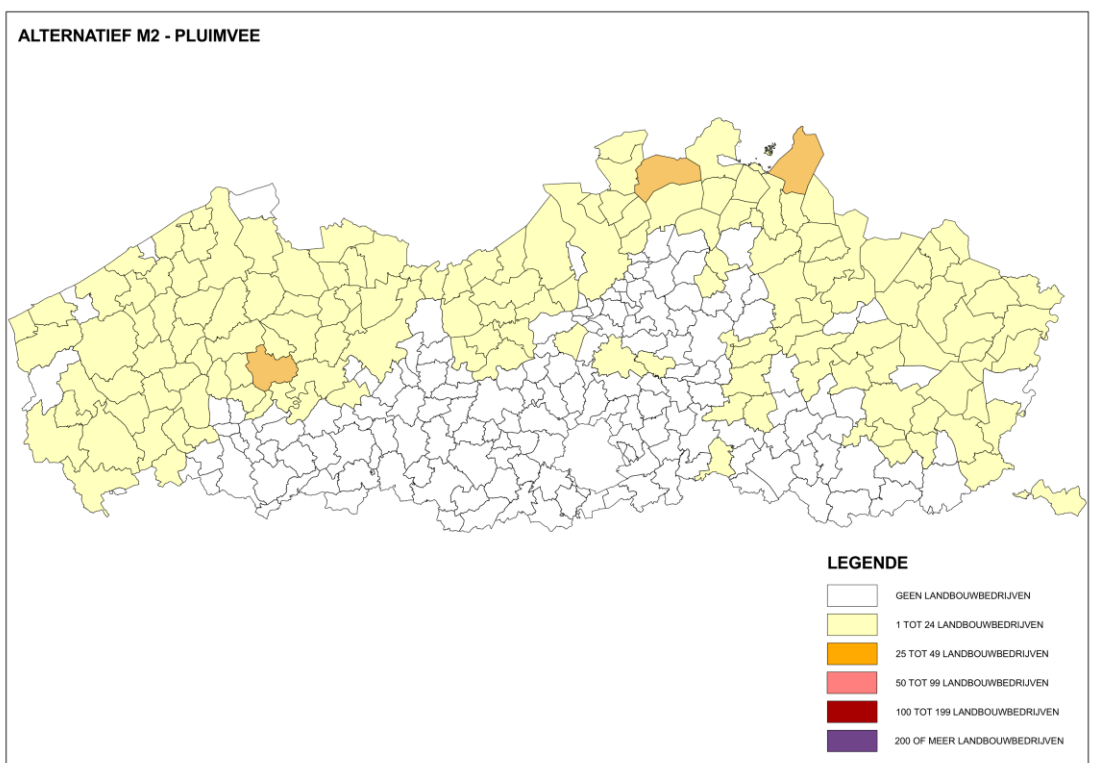 ALTERNATIEF M2 - PLUIMVEE
LEGENDE
GEEN LANDBOUWBEDRIJVEN
1 TOT 24 LANDBOUWBEDRIJVEN
25 TOT 49 LANDBOUWBEDRIJVEN
50 TOT 99 LANDBOUWBEDRIJVEN
100 TOT 199 LANDBOUWBEDRIJVEN
200 OF MEER LANDBOUWBEDRIJVEN